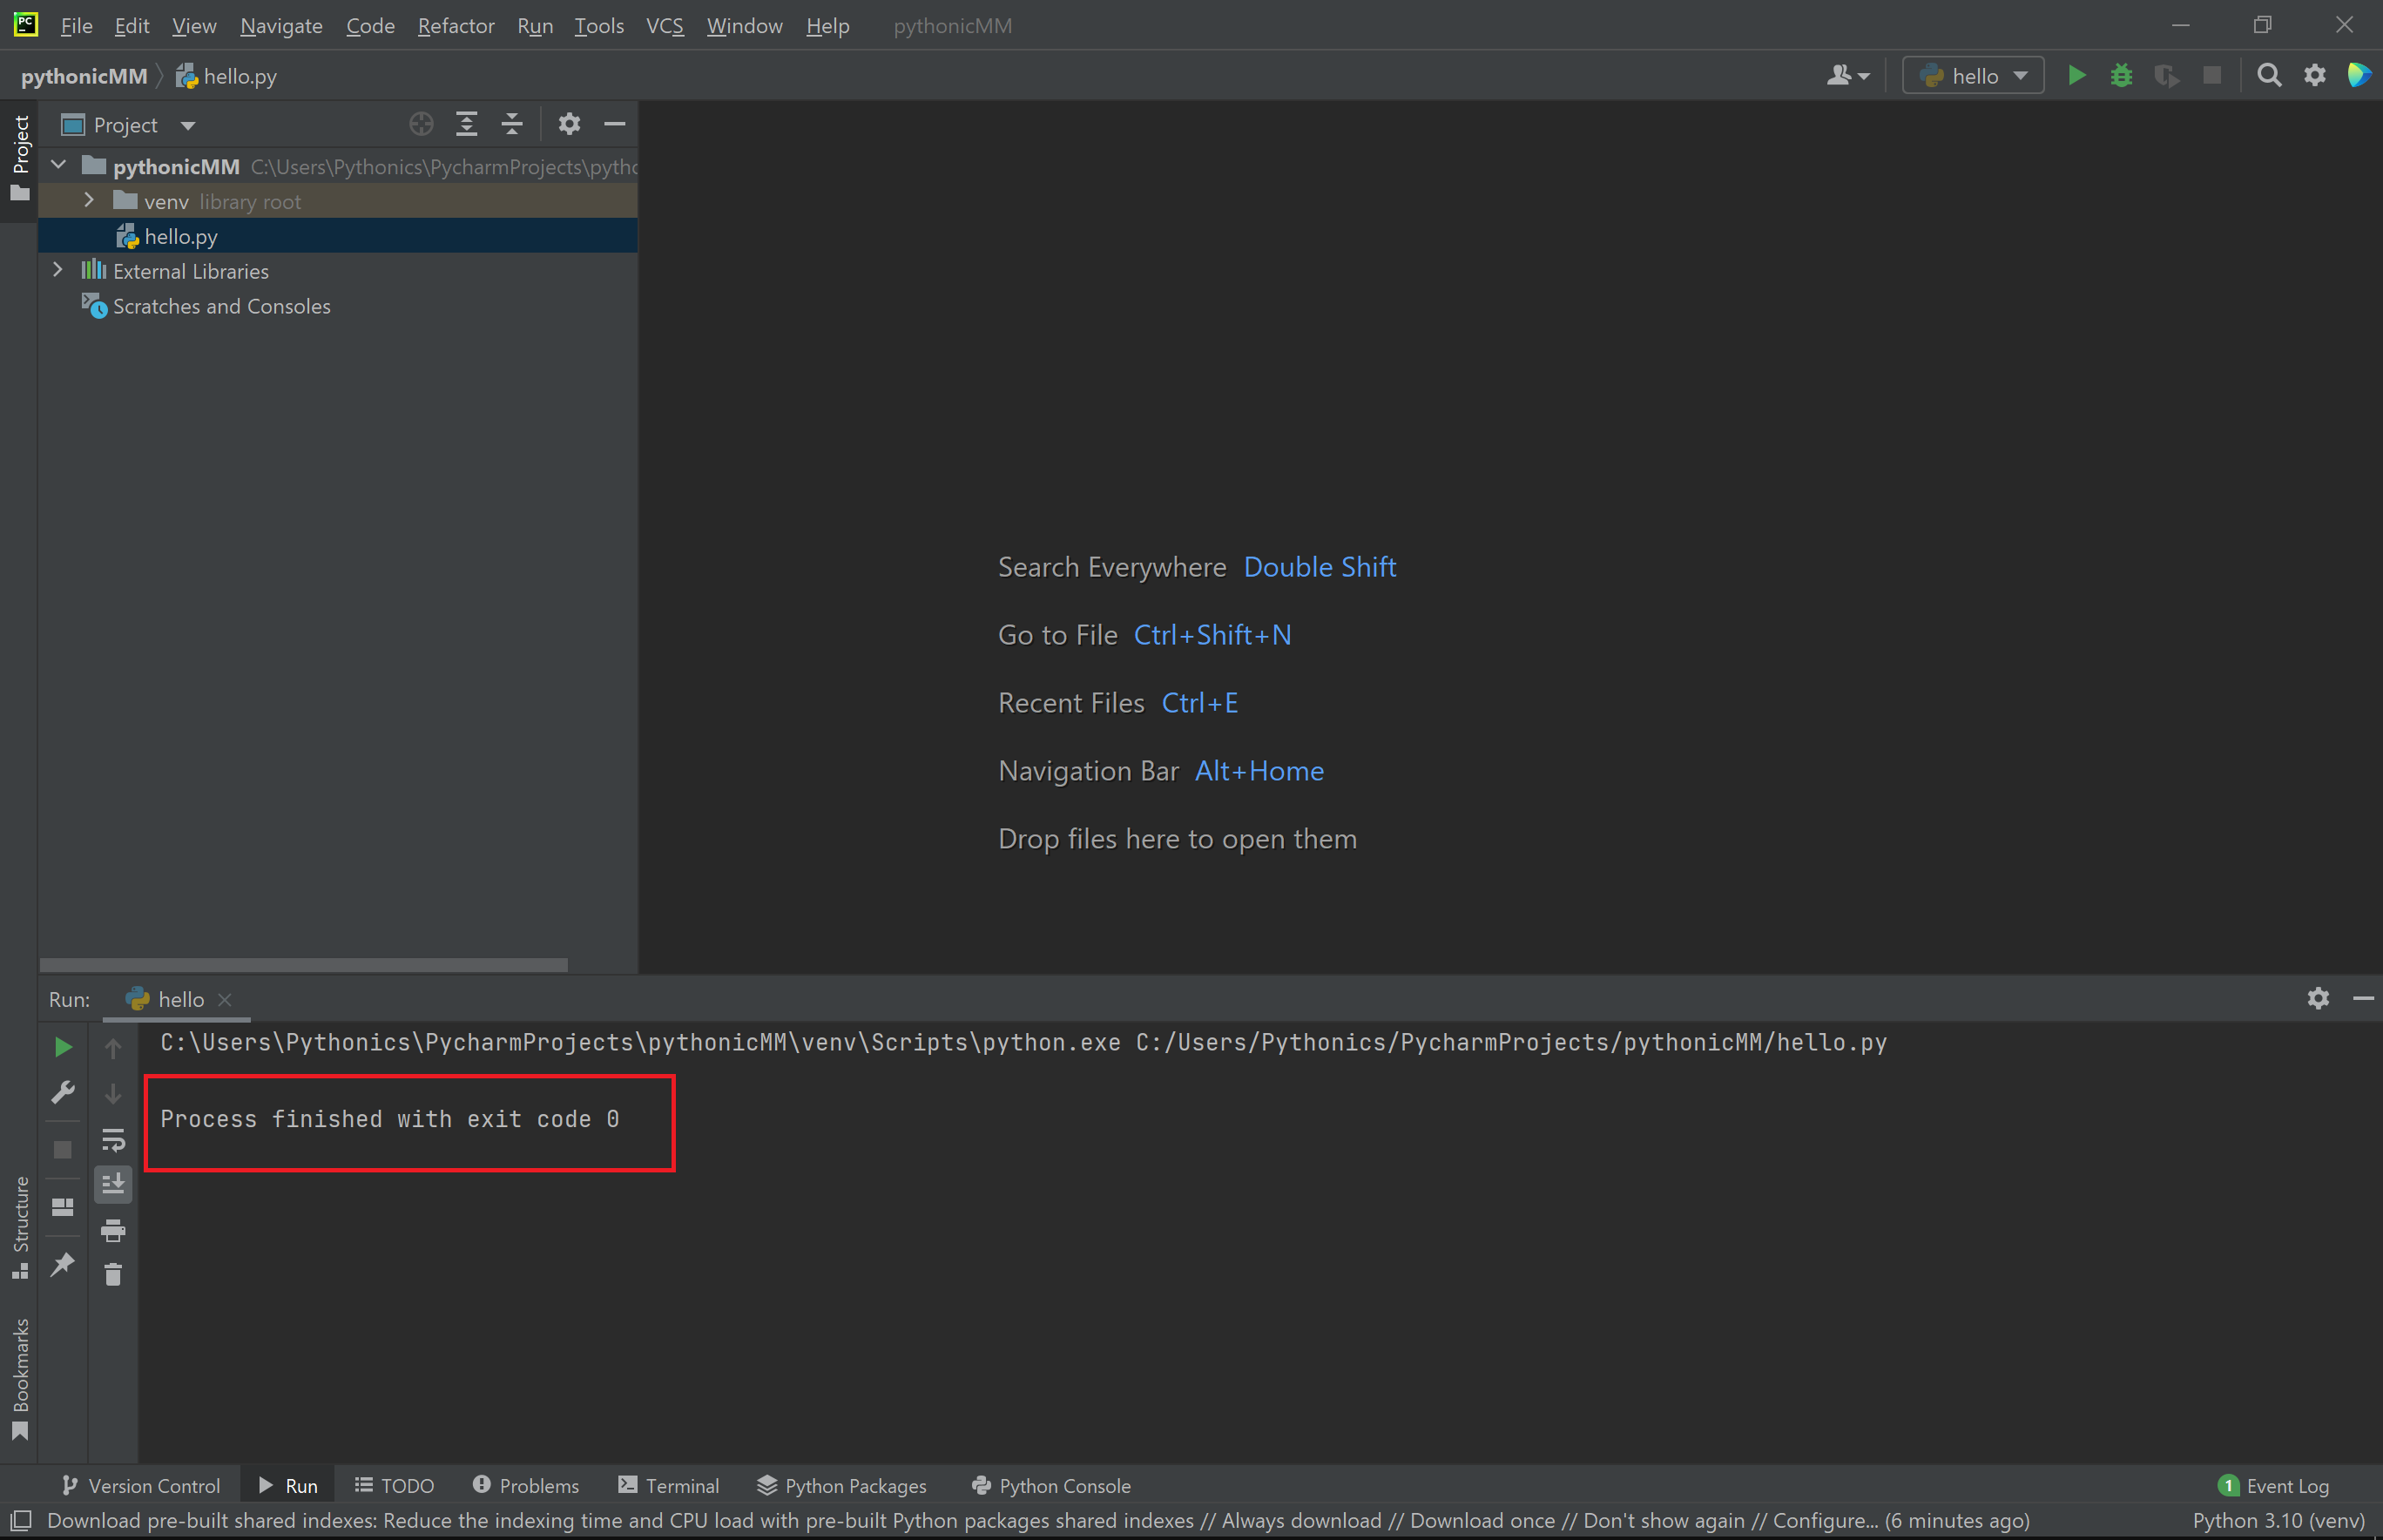 PC File Edit View Navigate Code Refactor Run Tools VCS Window Help pythonicMM
pythonicMM hello.py hello
Project
Project
pythonicMM C:\Users\Pythonics\PycharmProjects\pytho
venv library root
hello.py
External Libraries
Scratches and Consoles
Search Everywhere Double Shift
Go to File Ctrl+Shift+N
Recent Files Ctrl+E
Navigation Bar Alt+Home
Drop files here to open them
Run: hello
C:\Users\Pythonics\PycharmProjects\pythonicMM\venv\Scripts\python.exe C:/Users/Pythonics/PycharmProjects/pythonicMM/hello.py
Process finished with exit code 0
Structure
Bookmarks
Version Control Run TODO Problems Terminal Python Packages Python Console 1 Event Log
Download pre-built shared indexes: Reduce the indexing time and CPU load with pre-built Python packages shared indexes // Always download // Download once // Don't show again // Configure... (6 minutes ago) Python 3.10 (venv)